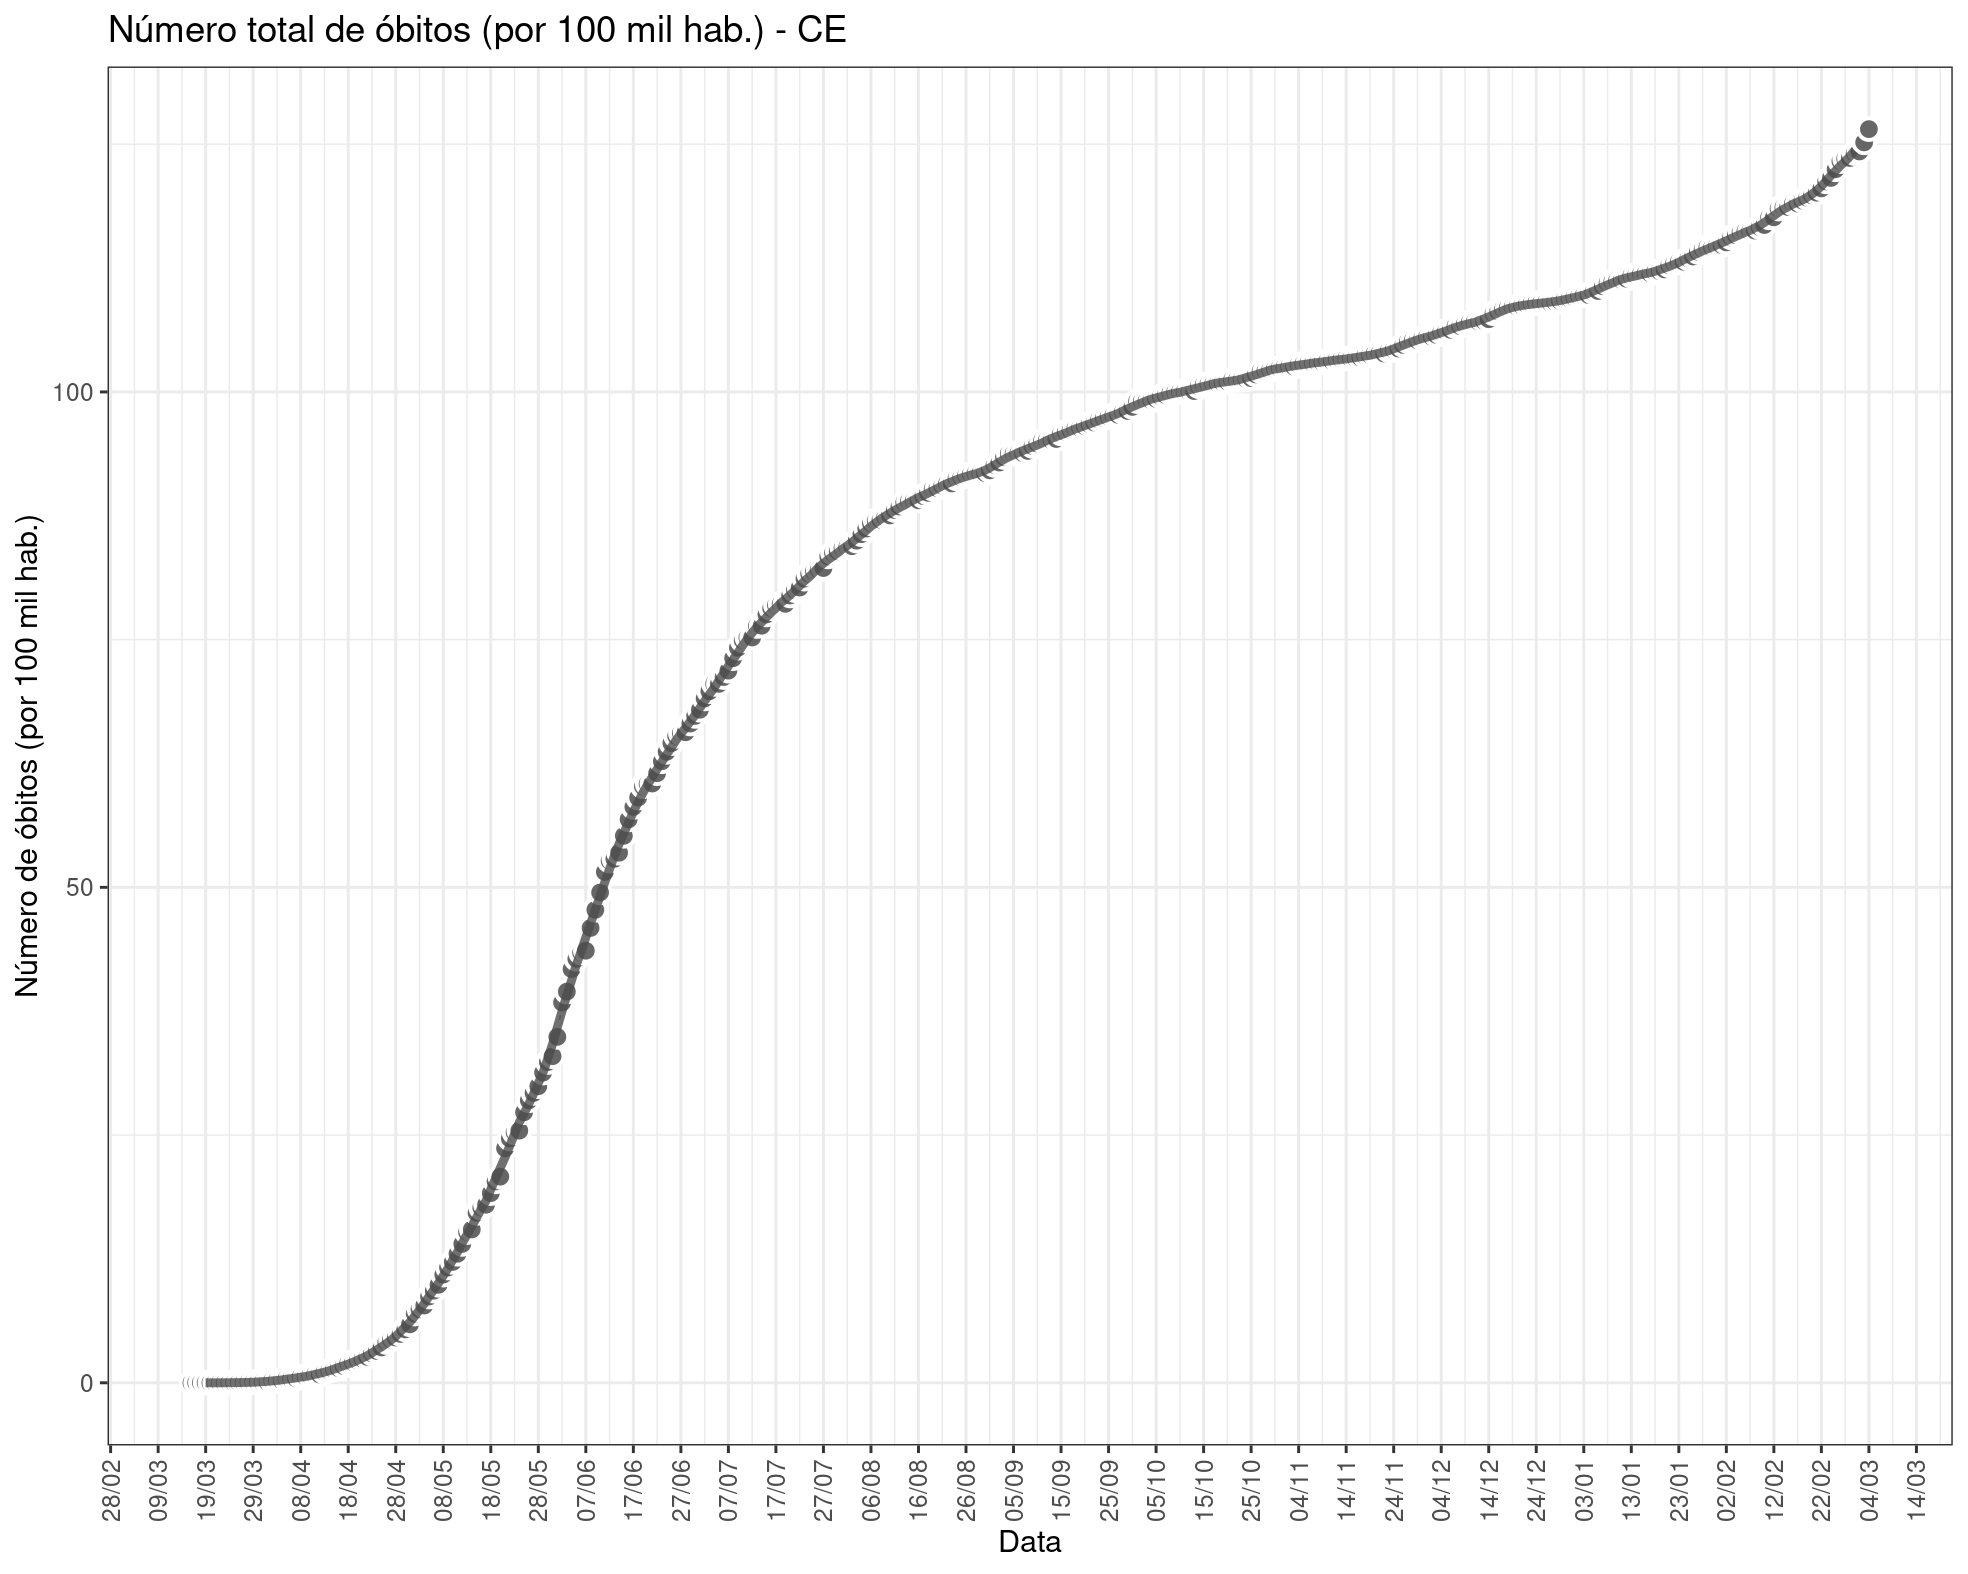 Número total de óbitos (por 100 mil hab.) - CE
Número de óbitos (por 100 mil hab.)
100
50
0
28/02 09/03 19/03 29/03 08/04 18/04 28/04 08/05 18/05 28/05 07/06 17/06 27/06 07/07 17/07 27/07 06/08 16/08 26/08 05/09 15/09 25/09 05/10 15/10 25/10 04/11 14/11 24/11 04/12 14/12 24/12 03/01 13/01 23/01 02/02 12/02 22/02 04/03 14/03
Data